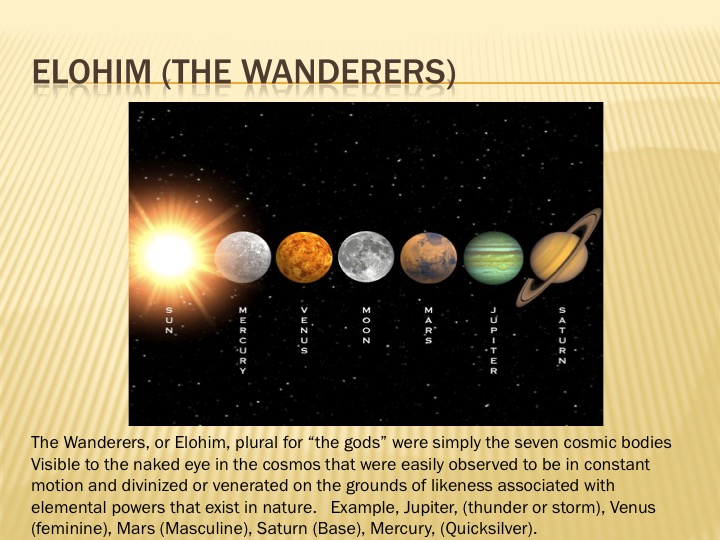 ELOHIM (THE WANDERERS)
SUN
MERCURY
VENUS
MOON
MARS
JUPITER
SATURN
The Wanderers, or Elohim, plural for “the gods” were simply the seven cosmic bodies
Visible to the naked eye in the cosmos that were easily observed to be in constant
motion and divinized or venerated on the grounds of likeness associated with
elemental powers that exist in nature.   Example, Jupiter, (thunder or storm), Venus
(feminine), Mars (Masculine), Saturn (Base), Mercury, (Quicksilver).